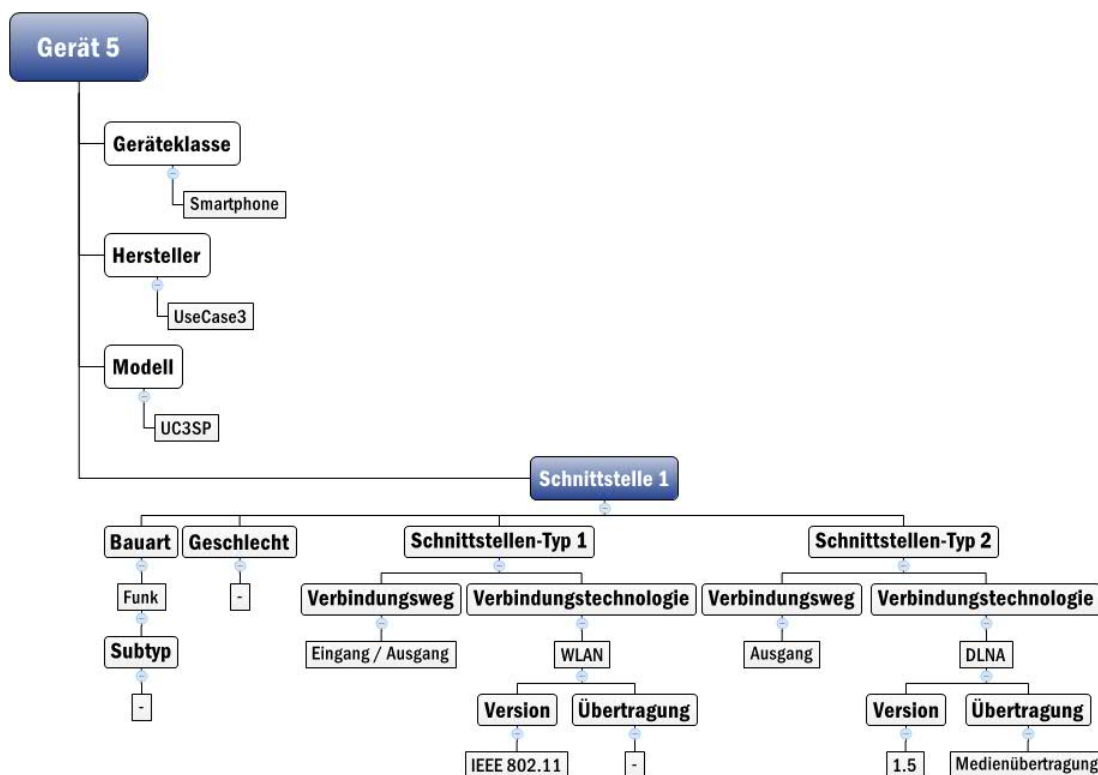 Gerät 5
Geräteklasse
Smartphone
Hersteller
UseCase3
Modell
UC3SP
Schnittstelle 1
Bauart Geschlecht Schnittstellen-Typ 1 Schnittstellen-Typ 2
Funk - Verbindungsweg Verbindungstechnologie Verbindungsweg Verbindungstechnologie
Subtyp Eingang / Ausgang WLAN Ausgang DLNA
- Version Übertragung Version Übertragung
IEEE 802.11 - 1.5 Medienübertragung